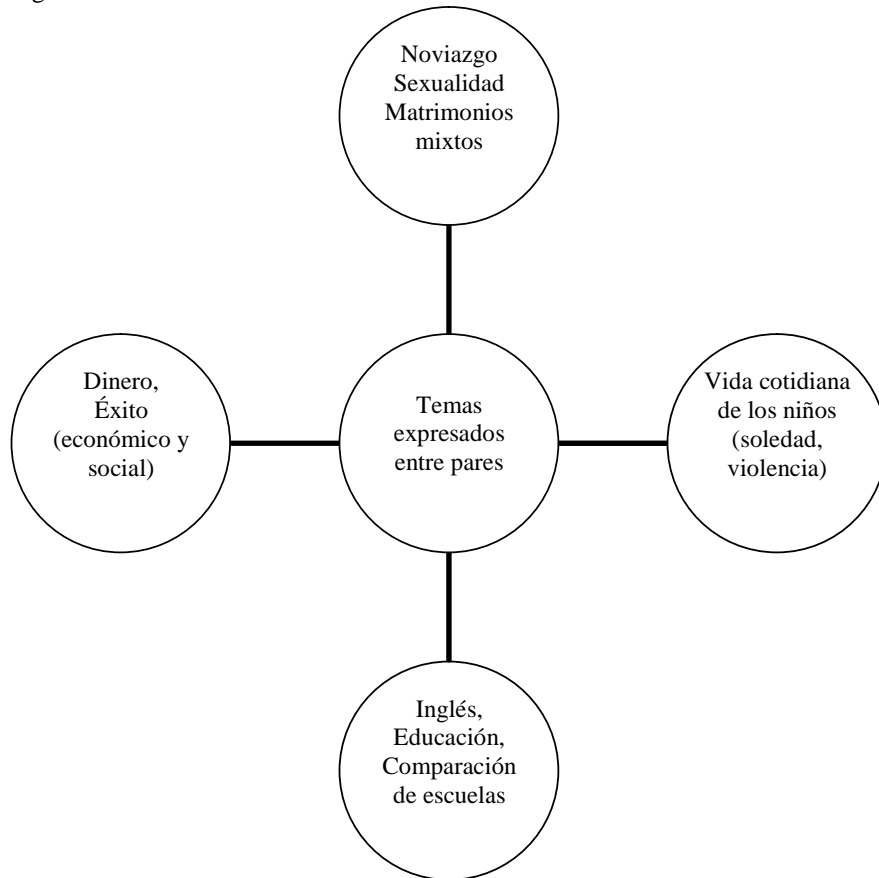 Noviazgo
Sexualidad
Matrimonios
mixtos
Dinero,
Éxito
(económico y
social)
Temas
expresados
entre pares
Vida cotidiana
de los niños
(soledad,
violencia)
Inglés,
Educación,
Comparación
de escuelas